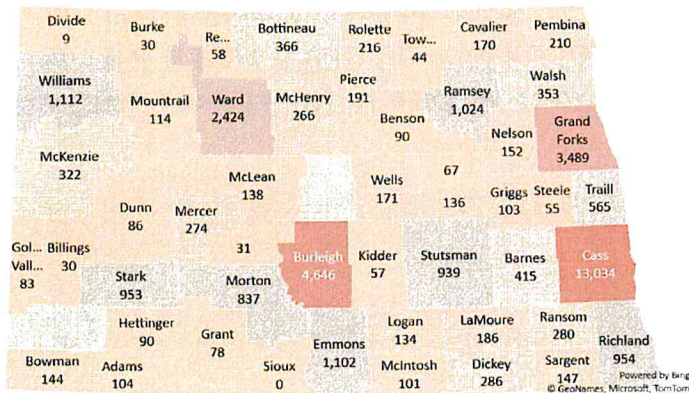 Divide
9
Burke
30
Re...
58
Bottineau
366
Rolette
216
Tow...
44
Cavalier
170
Pembina
210
Williams
1,112
Mountrail
114
Ward
2,424
McHenry
266
Pierce
191
Ramsey
1,024
Walsh
353
Benson
90
Nelson
152
Grand
Forks
3,489
McKenzie
322
McLean
138
Wells
171
67
136
Griggs
103
Steele
55
Traill
565
Dunn
86
Mercer
274
31
Gol...
Vall...
83
Billings
30
Stark
953
Morton
837
Burleigh
4,646
Kidder
57
Stutsman
939
Barnes
415
Cass
13,034
Hettinger
90
Grant
78
Emmons
1,102
Logan
134
LaMoure
186
Ransom
280
Richland
954
Bowman
144
Adams
104
Sioux
0
McIntosh
101
Dickey
286
Sargent
147
Powered by Bing
© GeoNames, Microsoft, TomTom